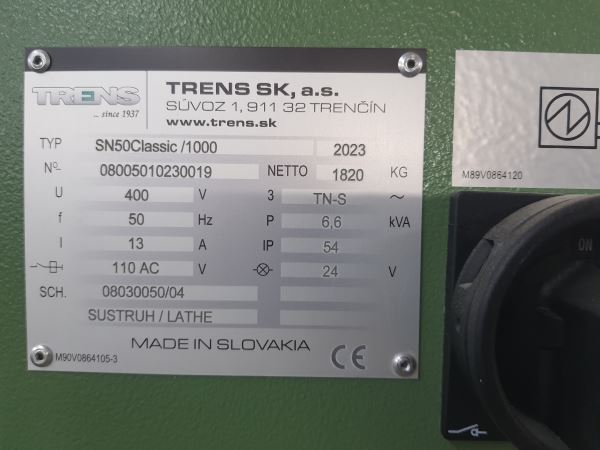 TRENS
... since 1937
TRENS SK, a.s.
SÚVOZ 1, 911 32 TRENČÍN
www.trens.sk
TYP SN50Classic /1000 2023
Nº 08005010230019 NETTO 1820 KG
U 400 V 3 TN-S ~
f 50 Hz P 6,6 kVA
I 13 A IP 54
110 AC V 24 V
SCH. 08030050/04
SUSTRUH / LATHE
MADE IN SLOVAKIA CE
M90V0864105-3
M89V0864120
ON